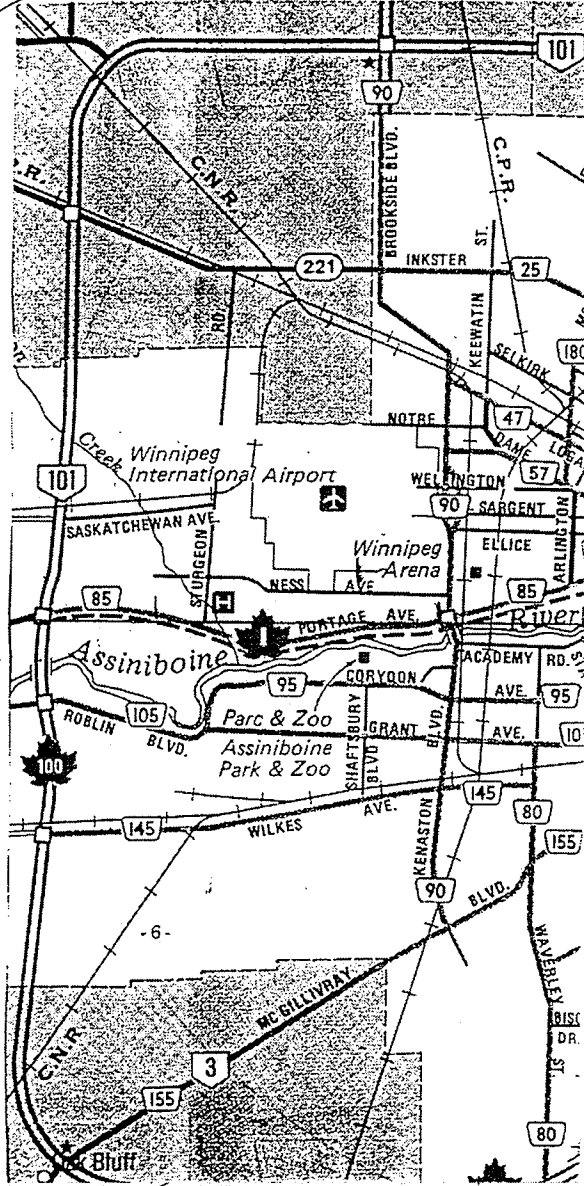 101
90
C.P.R.
C.N.R.
BROOKSIDE BLVD.
ST.
221
INKSTER
25
RD.
KEEWATIN
SELKIRK
180
NOTRE
47
DAME
57
Creek
Winnipeg
International Airport
WELLINGTON
101
90
SARGENT
SASKATCHEWAN AVE
ELLICE
ARLINGTON
STURGEON
Winnipeg
Arena
NESS AVE
85
H
85
1
PORTAGE AVE.
River
Assiniboine
ACADEMY RD.
95
CORYDON AVE.
95
105
Parc & Zoo
ROBLIN BLVD.
GRANT AVE.
10
Assiniboine
Park & Zoo
SHAFTSBURY
BLVD
BLVD.
100
145
145
WILKES AVE.
80
KENASTON
155
90
BLVD.
-6-
WAVERLEY
ST.
MC GILLIVRAY
BISC
DR.
C.N.R
3
155
80
Bluff